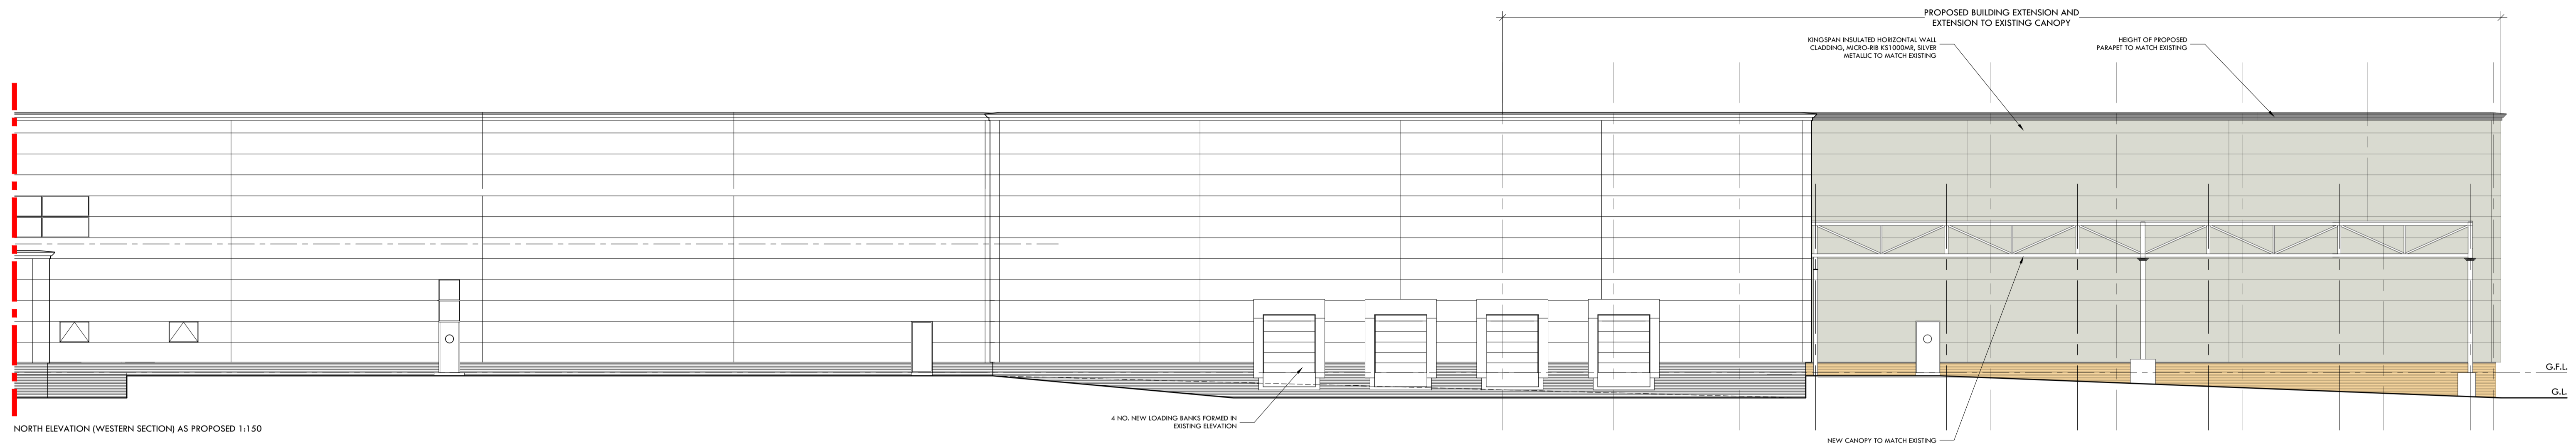 PROPOSED BUILDING EXTENSION AND
EXTENSION TO EXISTING CANOPY
KINGSPAN INSULATED HORIZONTAL WALL
CLADDING, MICRO-RIB KS1000MR, SILVER
METALLIC TO MATCH EXISTING
HEIGHT OF PROPOSED
PARAPET TO MATCH EXISTING
G.F.L.
G.L.
4 NO. NEW LOADING BANKS FORMED IN
EXISTING ELEVATION
NEW CANOPY TO MATCH EXISTING
NORTH ELEVATION (WESTERN SECTION) AS PROPOSED 1:150